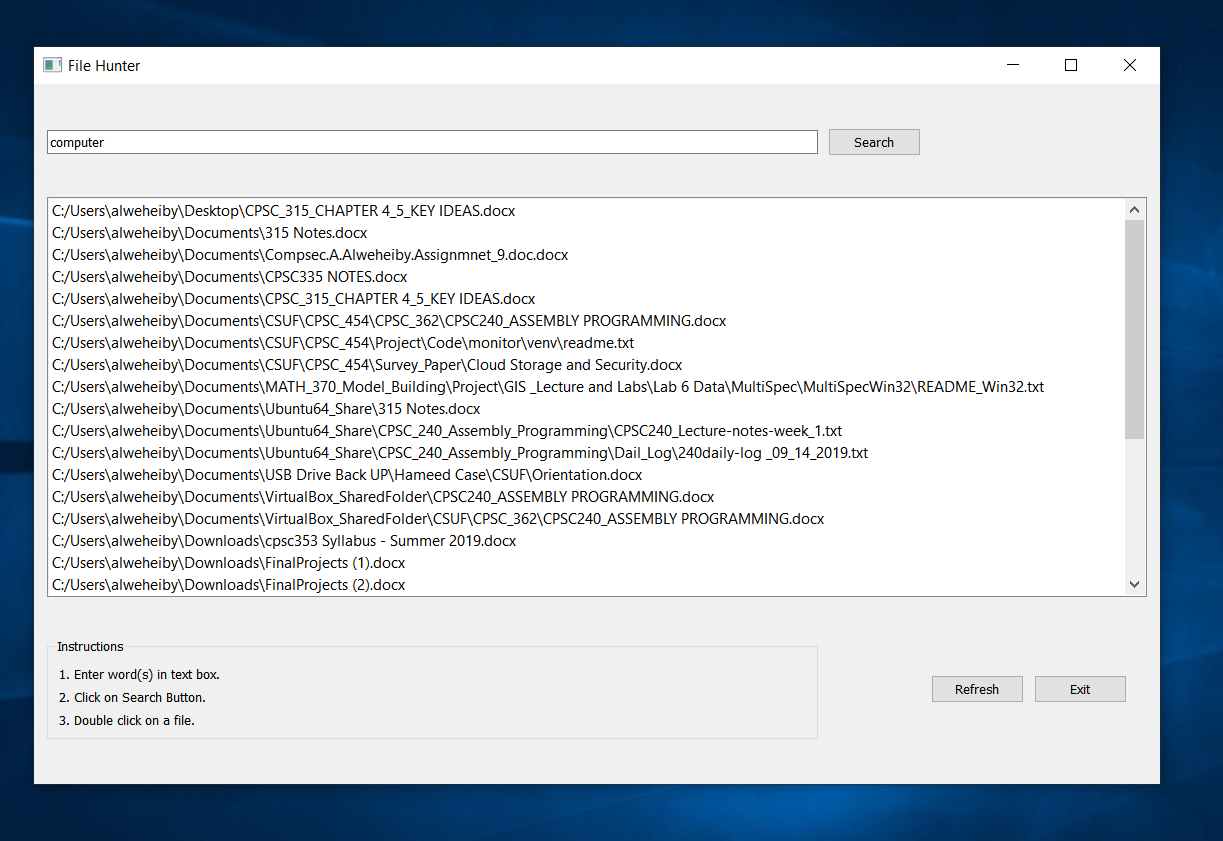 File Hunter
computer
Search
C:/Users\alweheiby\Desktop\CPSC_315_CHAPTER 4_5_KEY IDEAS.docx
C:/Users\alweheiby\Documents\315 Notes.docx
C:/Users\alweheiby\Documents\Compsec.A.Alweheiby.Assignmnet_9.doc.docx
C:/Users\alweheiby\Documents\CPSC335 NOTES.docx
C:/Users\alweheiby\Documents\CPSC_315_CHAPTER 4_5_KEY IDEAS.docx
C:/Users\alweheiby\Documents\CSUF\CPSC_454\CPSC_362\CPSC240_ASSEMBLY PROGRAMMING.docx
C:/Users\alweheiby\Documents\CSUF\CPSC_454\Project\Code\monitor\venv\readme.txt
C:/Users\alweheiby\Documents\CSUF\CPSC_454\Survey_Paper\Cloud Storage and Security.docx
C:/Users\alweheiby\Documents\MATH_370_Model_Building\Project\GIS _Lecture and Labs\Lab 6 Data\MultiSpec\MultiSpecWin32\README_Win32.txt
C:/Users\alweheiby\Documents\Ubuntu64_Share\315 Notes.docx
C:/Users\alweheiby\Documents\Ubuntu64_Share\CPSC_240_Assembly_Programming\CPSC240_Lecture-notes-week_1.txt
C:/Users\alweheiby\Documents\Ubuntu64_Share\CPSC_240_Assembly_Programming\Dail_Log\240daily-log _09_14_2019.txt
C:/Users\alweheiby\Documents\USB Drive Back UP\Hameed Case\CSUF\Orientation.docx
C:/Users\alweheiby\Documents\VirtualBox_SharedFolder\CPSC240_ASSEMBLY PROGRAMMING.docx
C:/Users\alweheiby\Documents\VirtualBox_SharedFolder\CSUF\CPSC_362\CPSC240_ASSEMBLY PROGRAMMING.docx
C:/Users\alweheiby\Downloads\cpsc353 Syllabus - Summer 2019.docx
C:/Users\alweheiby\Downloads\FinalProjects (1).docx
C:/Users\alweheiby\Downloads\FinalProjects (2).docx
Instructions
1. Enter word(s) in text box.
2. Click on Search Button.
3. Double click on a file.
Refresh
Exit